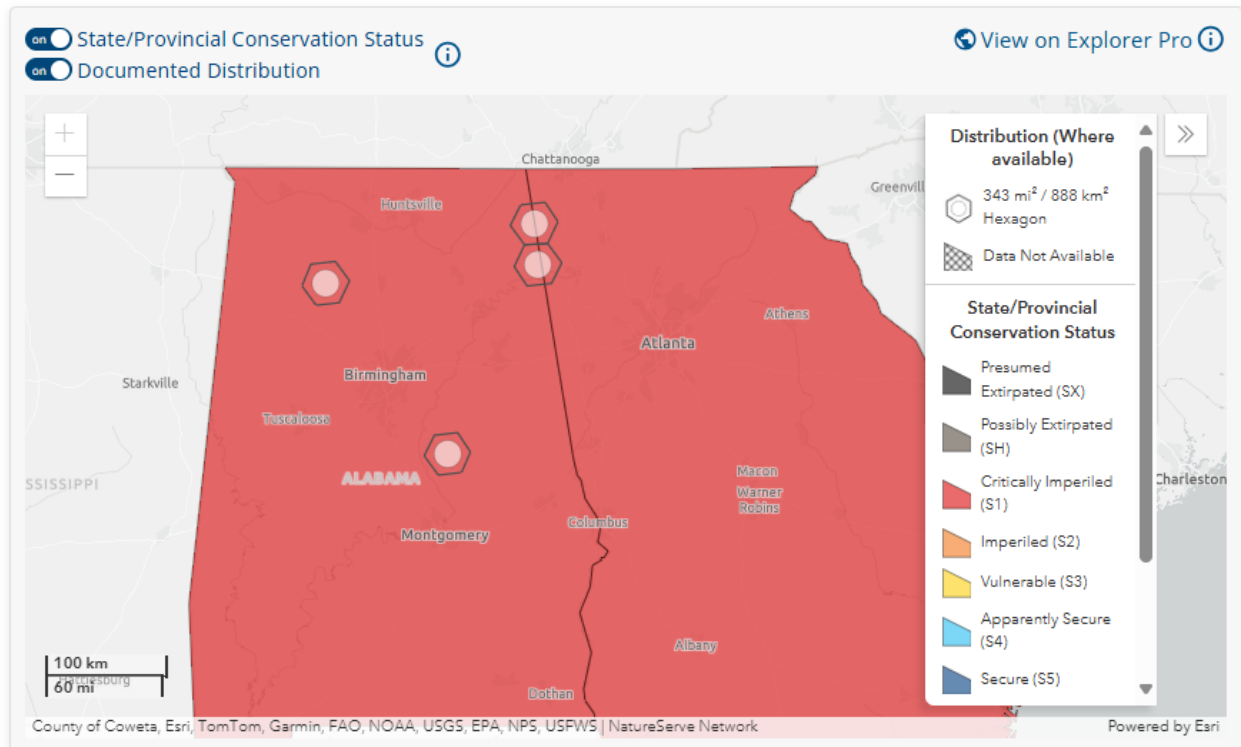 on State/Provincial Conservation Status
on Documented Distribution
View on Explorer Pro
Chattanooga
Huntsville
Greenvill
Athens
Atlanta
Starkville
Birmingham
Tuscaloosa
ALABAMA
SSISSIPPI
Macon
Warner
Robins
Charleston
Columbus
Montgomery
Albany
Dothan
100 km
Hattiesburg
60 mi
Distribution (Where
available)
343 mi² / 888 km²
Hexagon
Data Not Available
State/Provincial
Conservation Status
Presumed
Extirpated (SX)
Possibly Extirpated
(SH)
Critically Imperiled
(S1)
Imperiled (S2)
Vulnerable (S3)
Apparently Secure
(S4)
Secure (S5)
County of Coweta, Esri, TomTom, Garmin, FAO, NOAA, USGS, EPA, NPS, USFWS | NatureServe Network
Powered by Esri